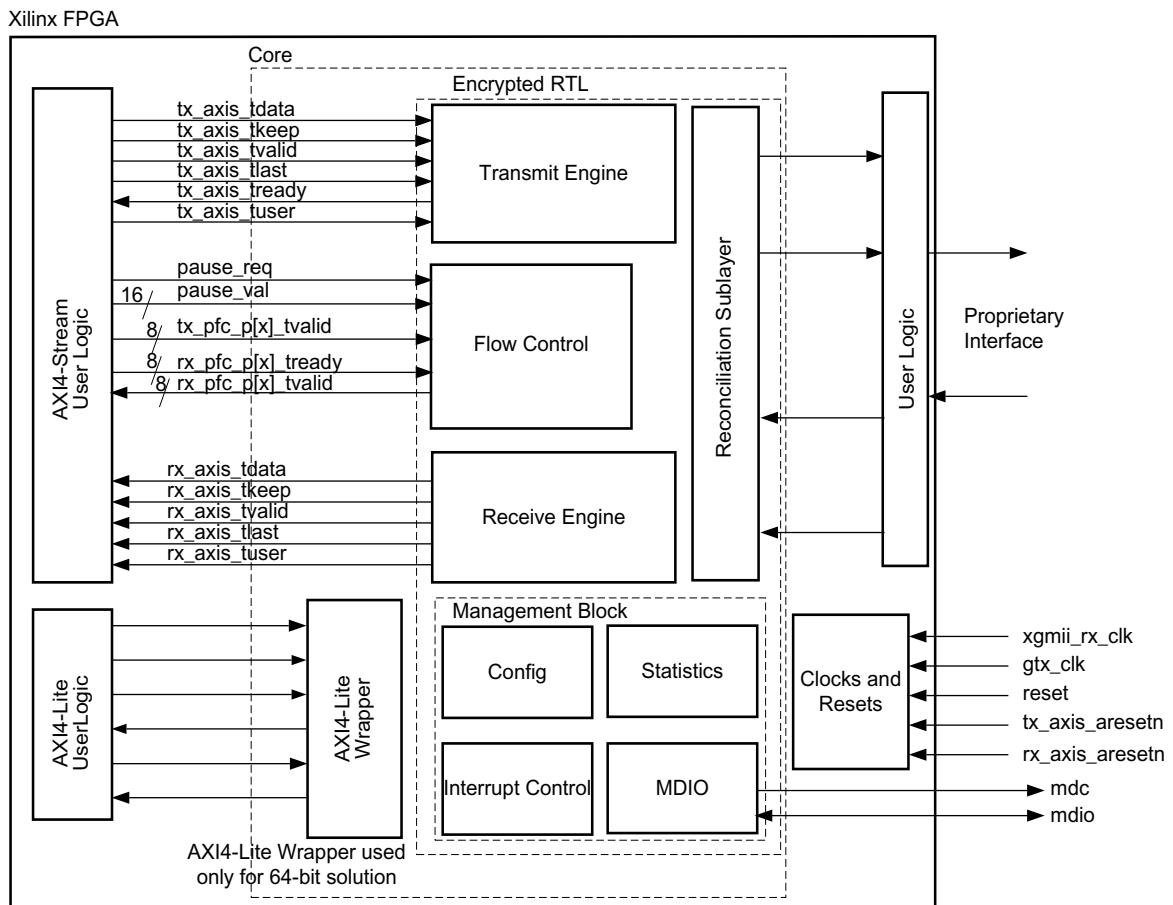 Xilinx FPGA
Core
Encrypted RTL
AXI4-Stream
User Logic
tx_axis_tdata
tx_axis_tkeep
tx_axis_tvalid
tx_axis_tlast
tx_axis_tready
tx_axis_tuser
Transmit Engine
pause_req
16
pause_val
8
tx_pfc_p[x]_tvalid
8
rx_pfc_p[x]_tready
8
rx_pfc_p[x]_tvalid
Flow Control
rx_axis_tdata
rx_axis_tkeep
rx_axis_tvalid
rx_axis_tlast
rx_axis_tuser
Receive Engine
Reconciliation Sublayer
User Logic
Proprietary
Interface
AXI4-Lite
UserLogic
AXI4-Lite
Wrapper
AXI4-Lite Wrapper used
only for 64-bit solution
Management Block
Config
Statistics
Interrupt Control
MDIO
Clocks and
Resets
xgmii_rx_clk
gtx_clk
reset
tx_axis_aresetn
rx_axis_aresetn
mdc
mdio